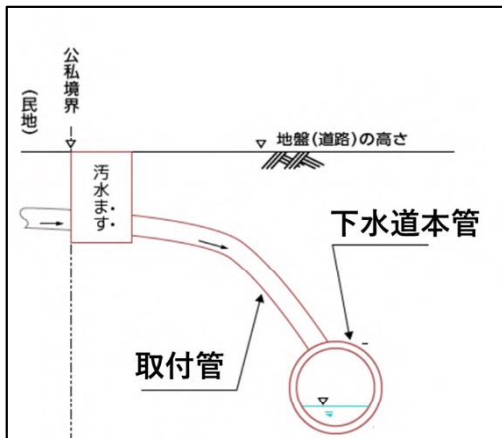 (民地)
公私境界
汚水ます
地盤(道路)の高さ
下水道本管
取付管